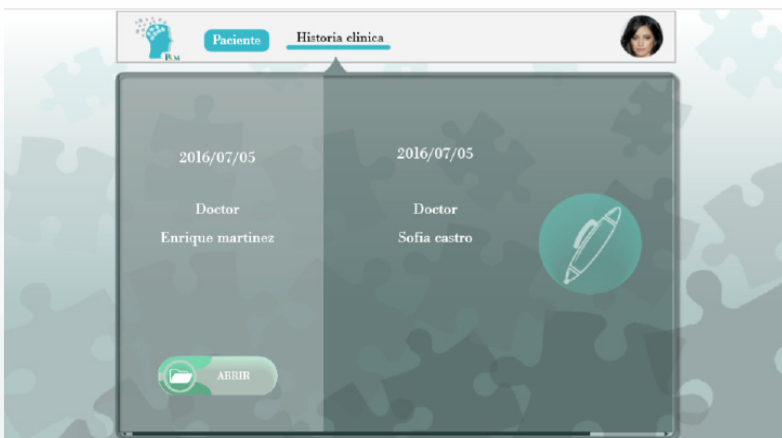 Paciente
Historia clinica
2016/07/05
Doctor
Enrique martinez
ABRIR
2016/07/05
Doctor
Sofia castro